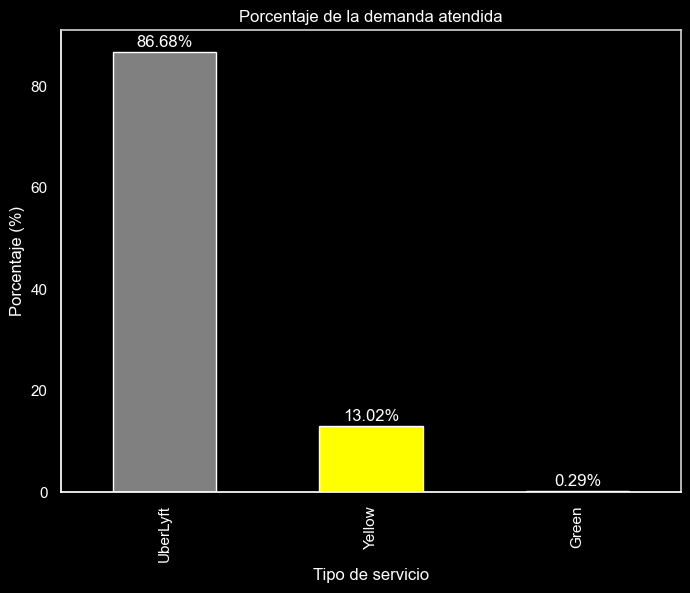 Porcentaje de la demanda atendida
86.68%
80
60
Porcentaje (%)
40
20
13.02%
0.29%
0
UberLyft
Yellow
Green
Tipo de servicio